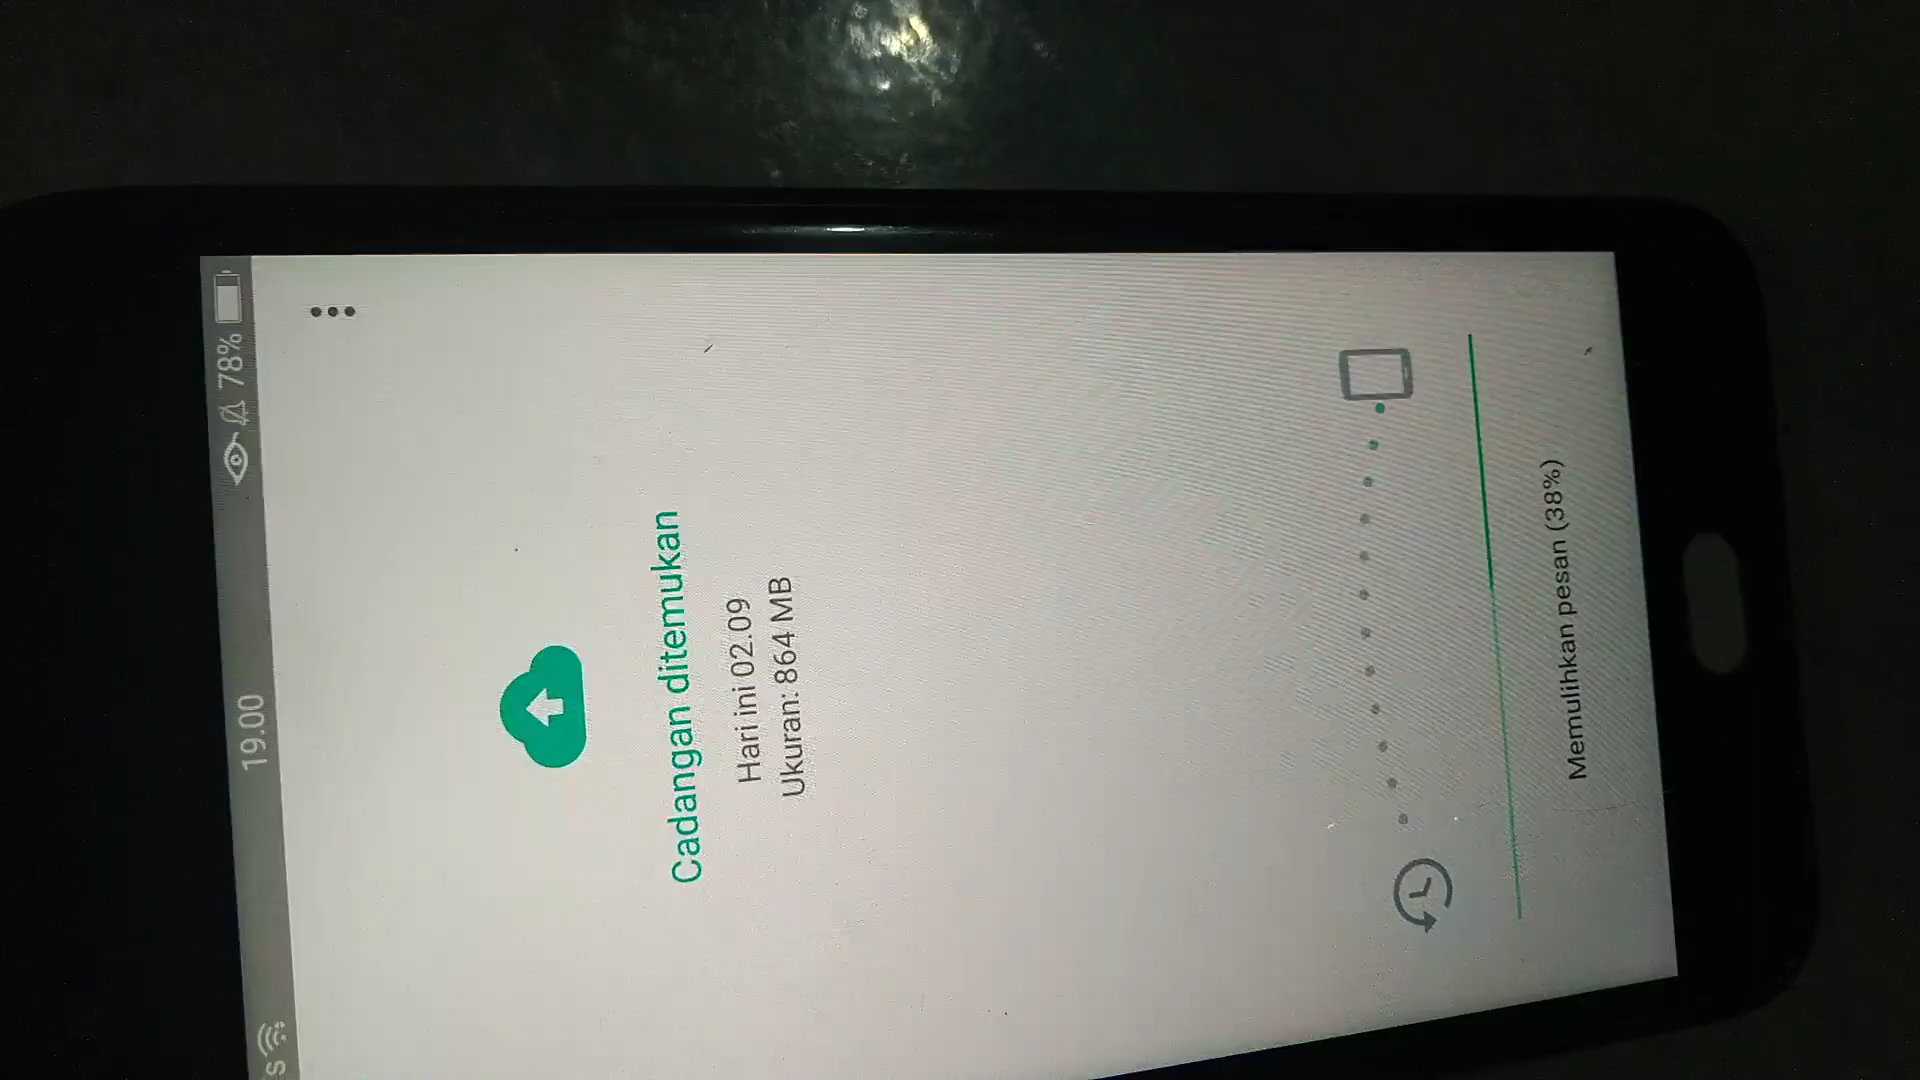 19.00
78%
Cadangan ditemukan
Hari ini 02.09
Ukuran: 864 MB
Memulihkan pesan (38%)